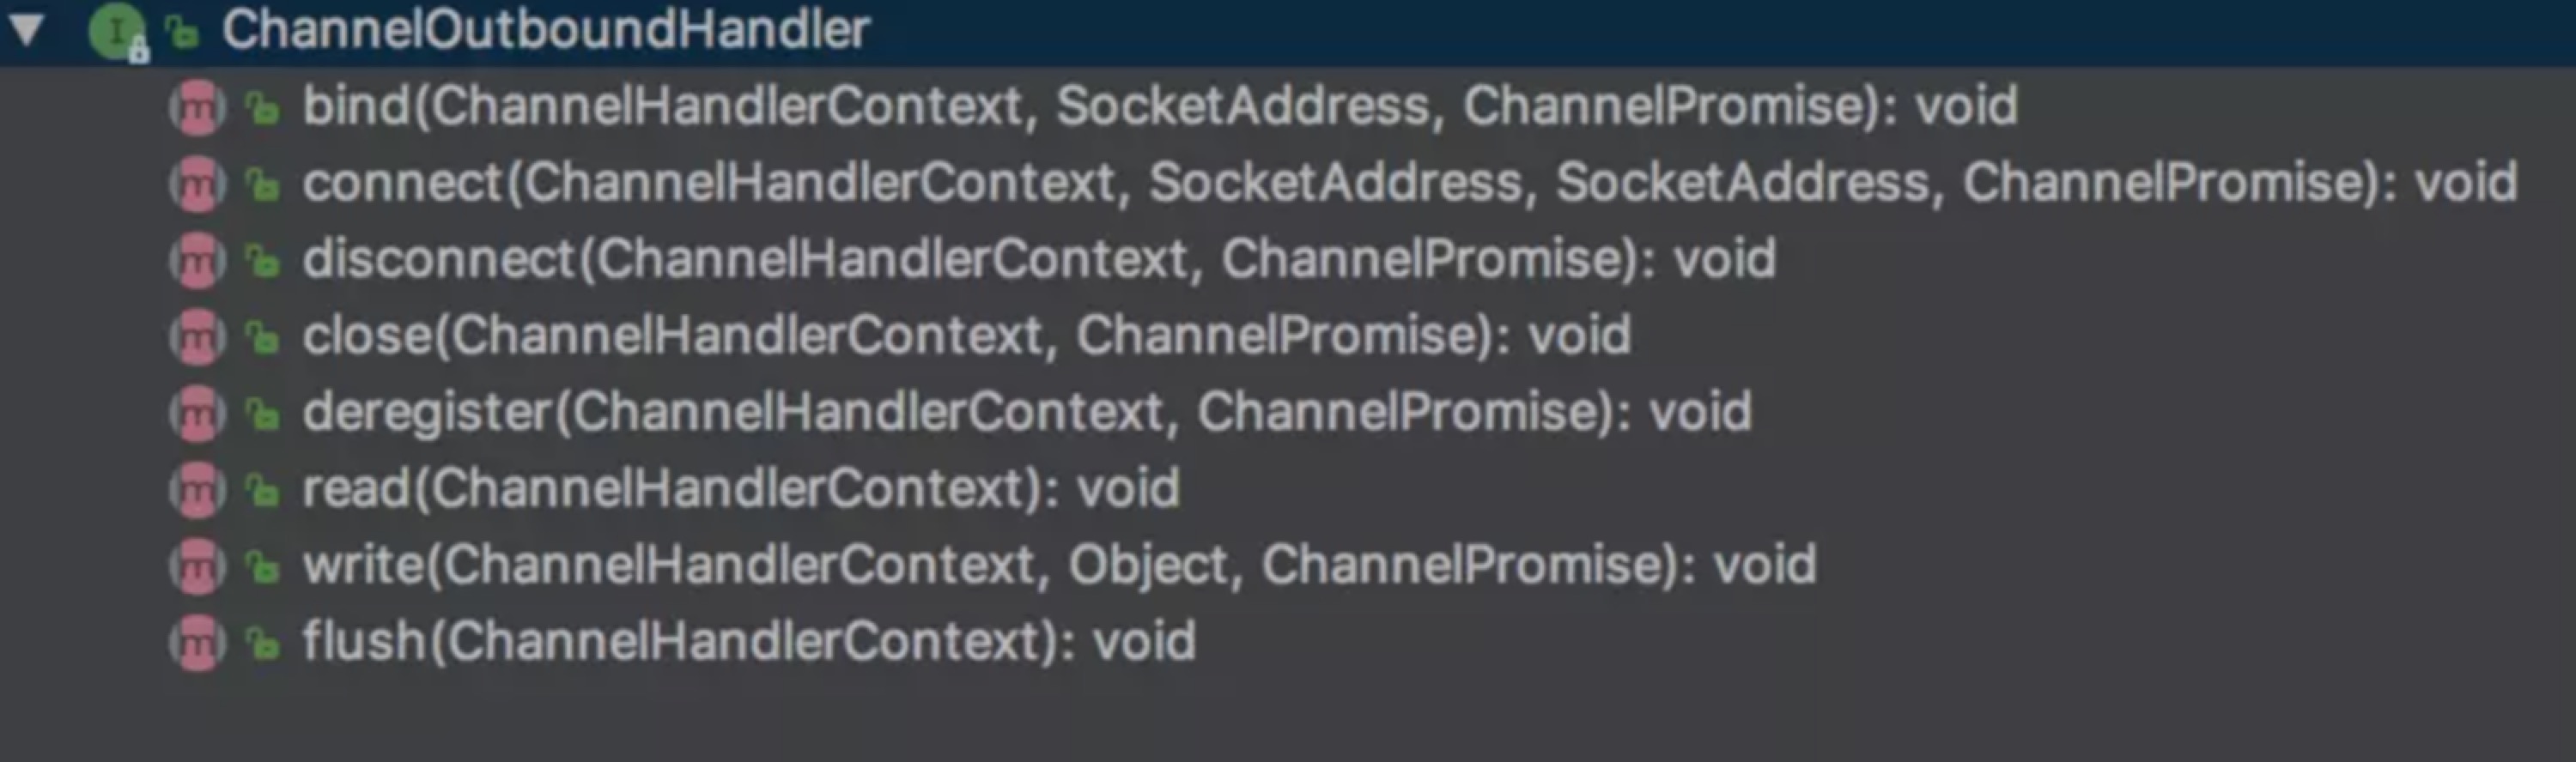 ChannelOutboundHandler
bind(ChannelHandlerContext, SocketAddress, ChannelPromise): void
connect(ChannelHandlerContext, SocketAddress, SocketAddress, ChannelPromise): void
disconnect(ChannelHandlerContext, ChannelPromise): void
close(ChannelHandlerContext, ChannelPromise): void
deregister(ChannelHandlerContext, ChannelPromise): void
read(ChannelHandlerContext): void
write(ChannelHandlerContext, Object, ChannelPromise): void
flush(ChannelHandlerContext): void